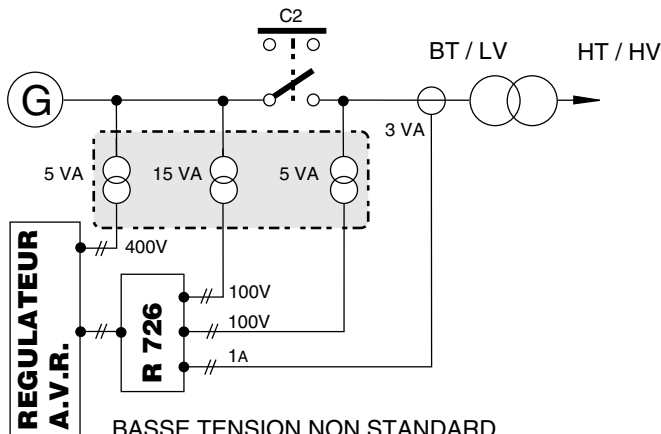 C2
BT / LV
HT / HV
G
3 VA
5 VA
15 VA
5 VA
400V
REGULATEUR
A.V.R.
R 726
100V
100V
1A
BASSE TENSION NON STANDARD